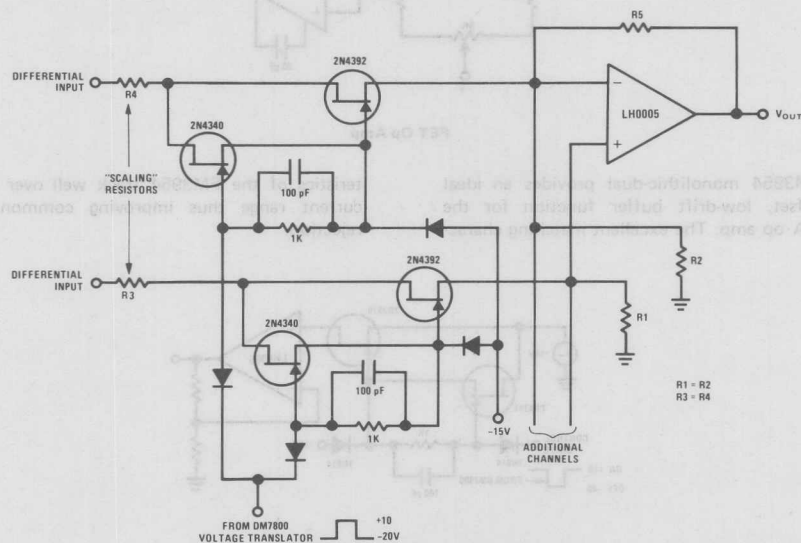 R5
DIFFERENTIAL
INPUT
R4
2N4392
−
LH0005
+
VOUT
2N4340
"SCALING"
RESISTORS
100 pF
1K
R2
DIFFERENTIAL
INPUT
R3
2N4392
R1
2N4340
100 pF
1K
R1 = R2
R3 = R4
−15V
ADDITIONAL
CHANNELS
FROM DM7800
VOLTAGE TRANSLATOR
+10
−20V